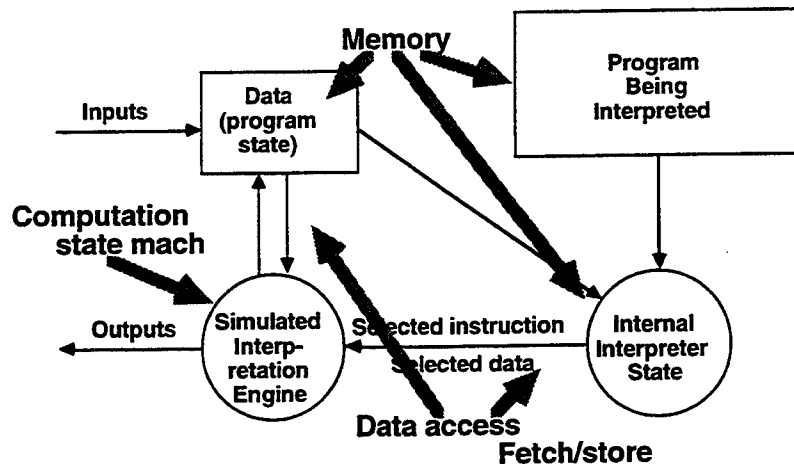 Memory
Program
Being
Interpreted
Data
(program
state)
Inputs
Computation
state mach
Outputs
Simulated
Interp-
retation
Engine
Selected instruction
Selected data
Internal
Interpreter
State
Data access
Fetch/store